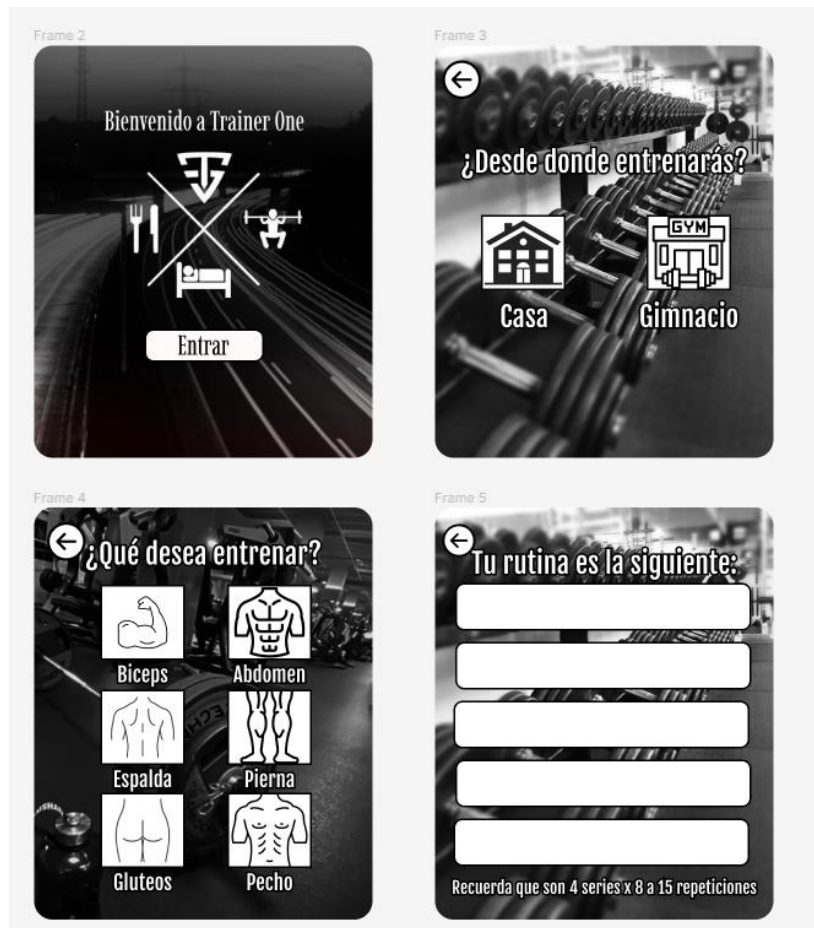 Frame 2
Bienvenido a Trainer One
Entrar
Frame 3
¿Desde donde entrenarás?
GYM
Casa
Gimnacio
Frame 4
¿Qué desea entrenar?
Biceps
Abdomen
Espalda
Pierna
Gluteos
Pecho
Frame 5
Tu rutina es la siguiente:
Recuerda que son 4 series x 8 a 15 repeticiones